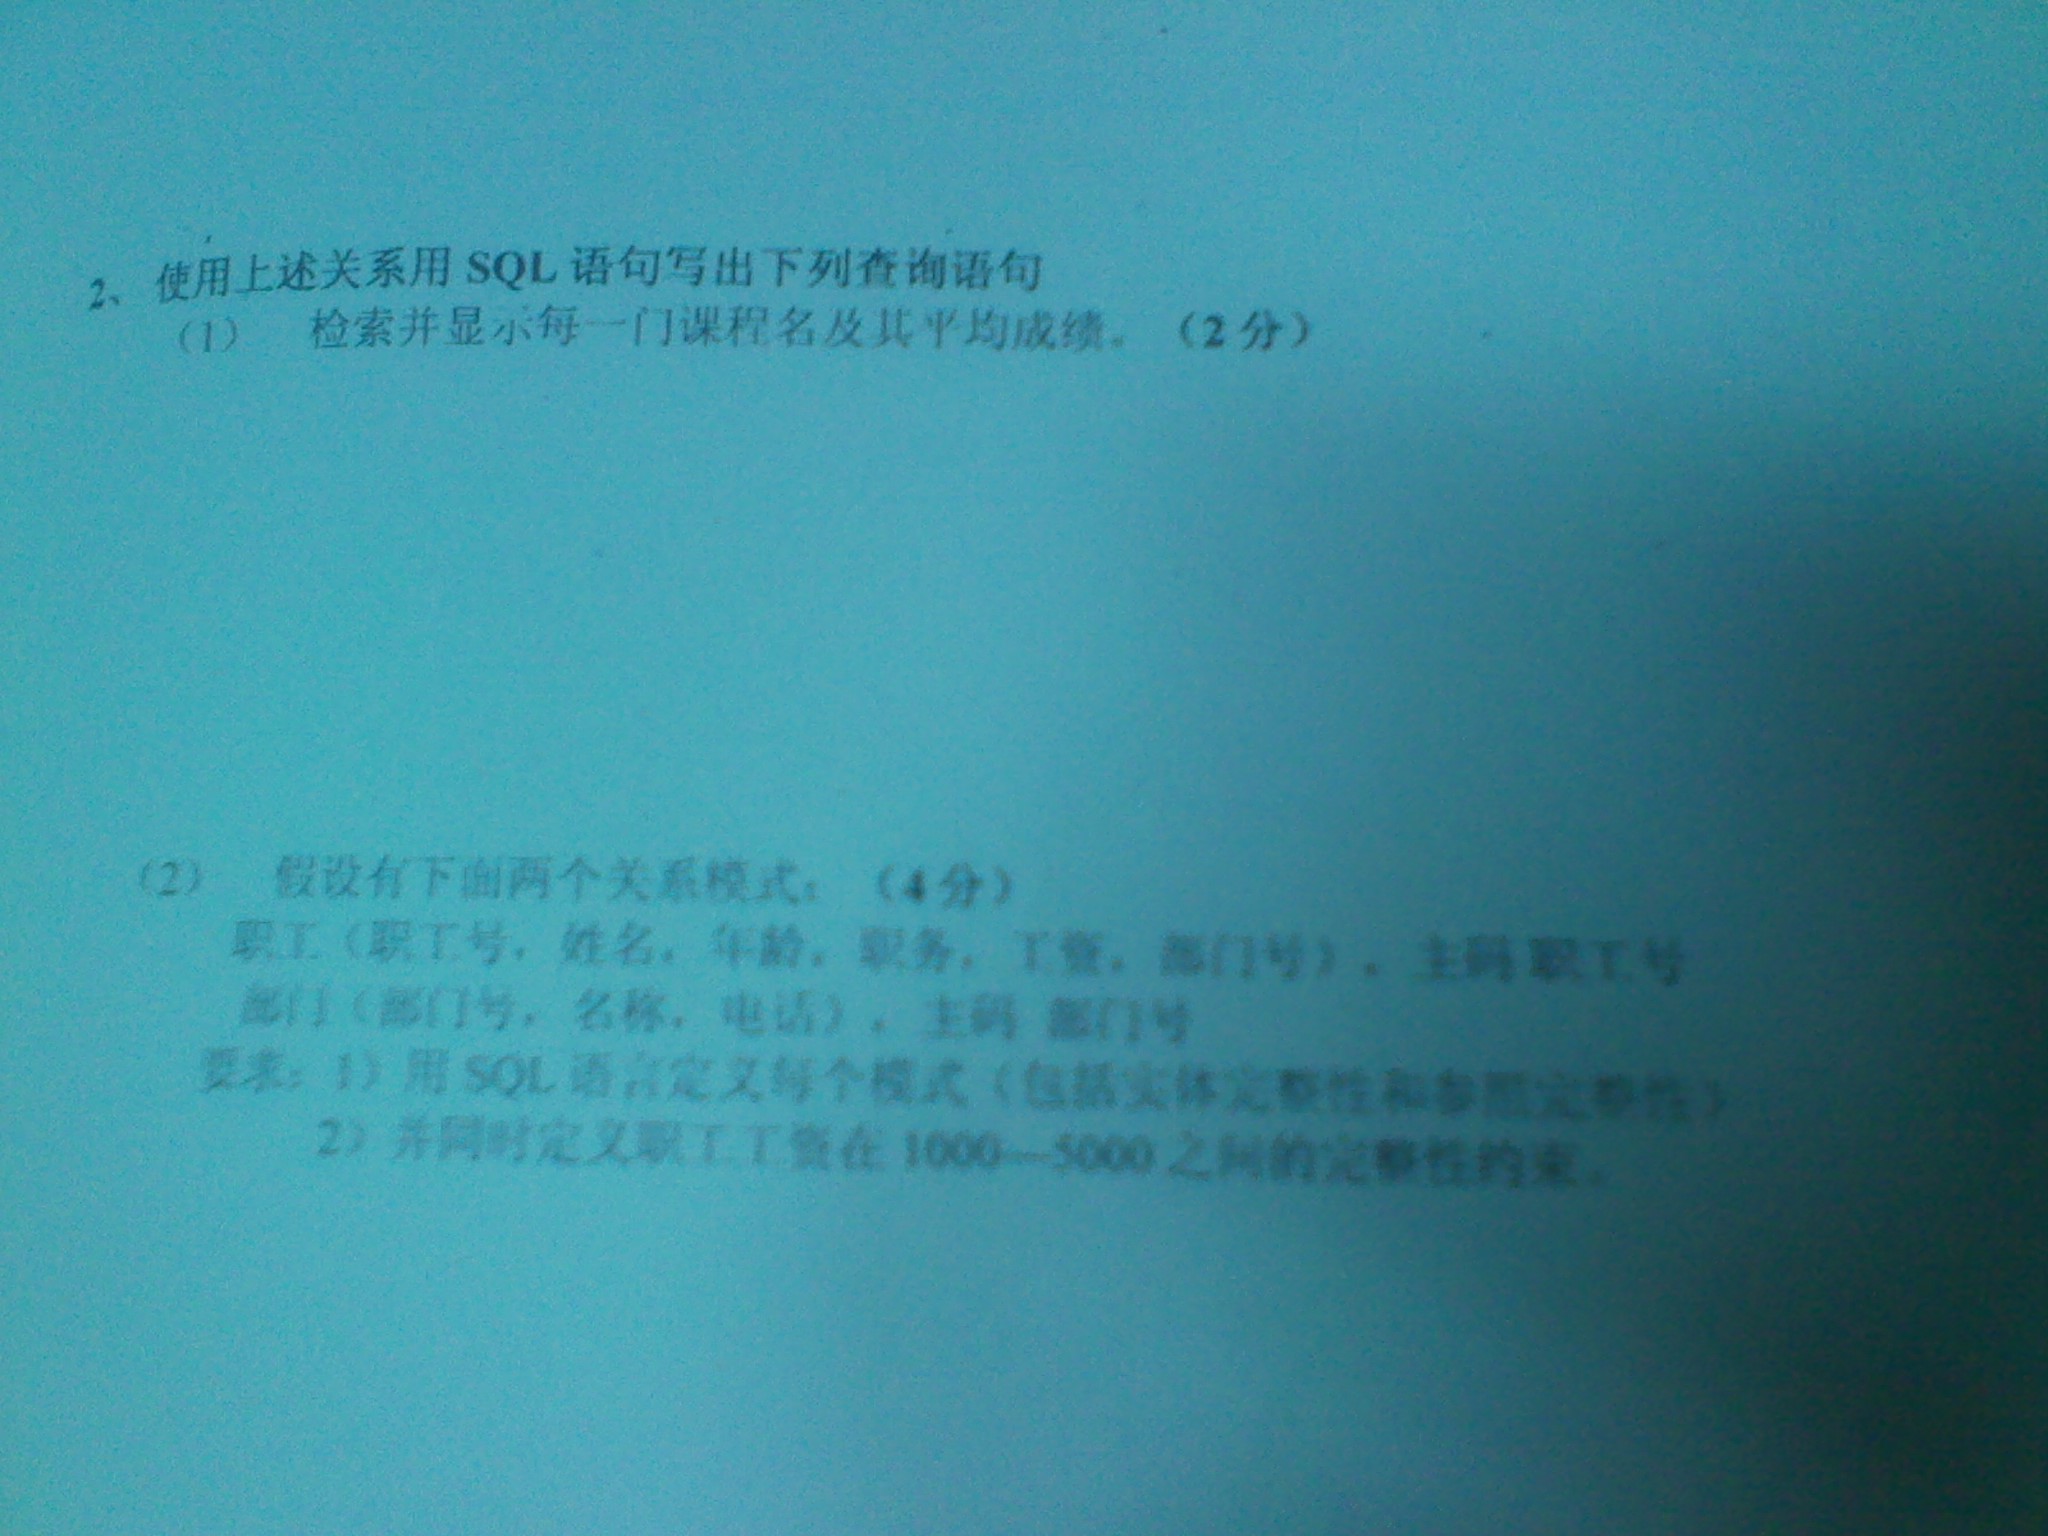 2、使用上述关系用 SQL 语句写出下列查询语句
（1） 检索并显示每一门课程名及其平均成绩。（2 分）
（2） 假设有下面两个关系模式：（4 分）
职工（职工号，姓名，年龄，职务，工资，部门号），主码 职工号
部门（部门号，名称，电话），主码 部门号
要求：1）用 SQL 语言定义每个模式（包括实体完整性和参照完整性）
2）并同时定义职工工资在 1000—5000 之间的完整性约束。